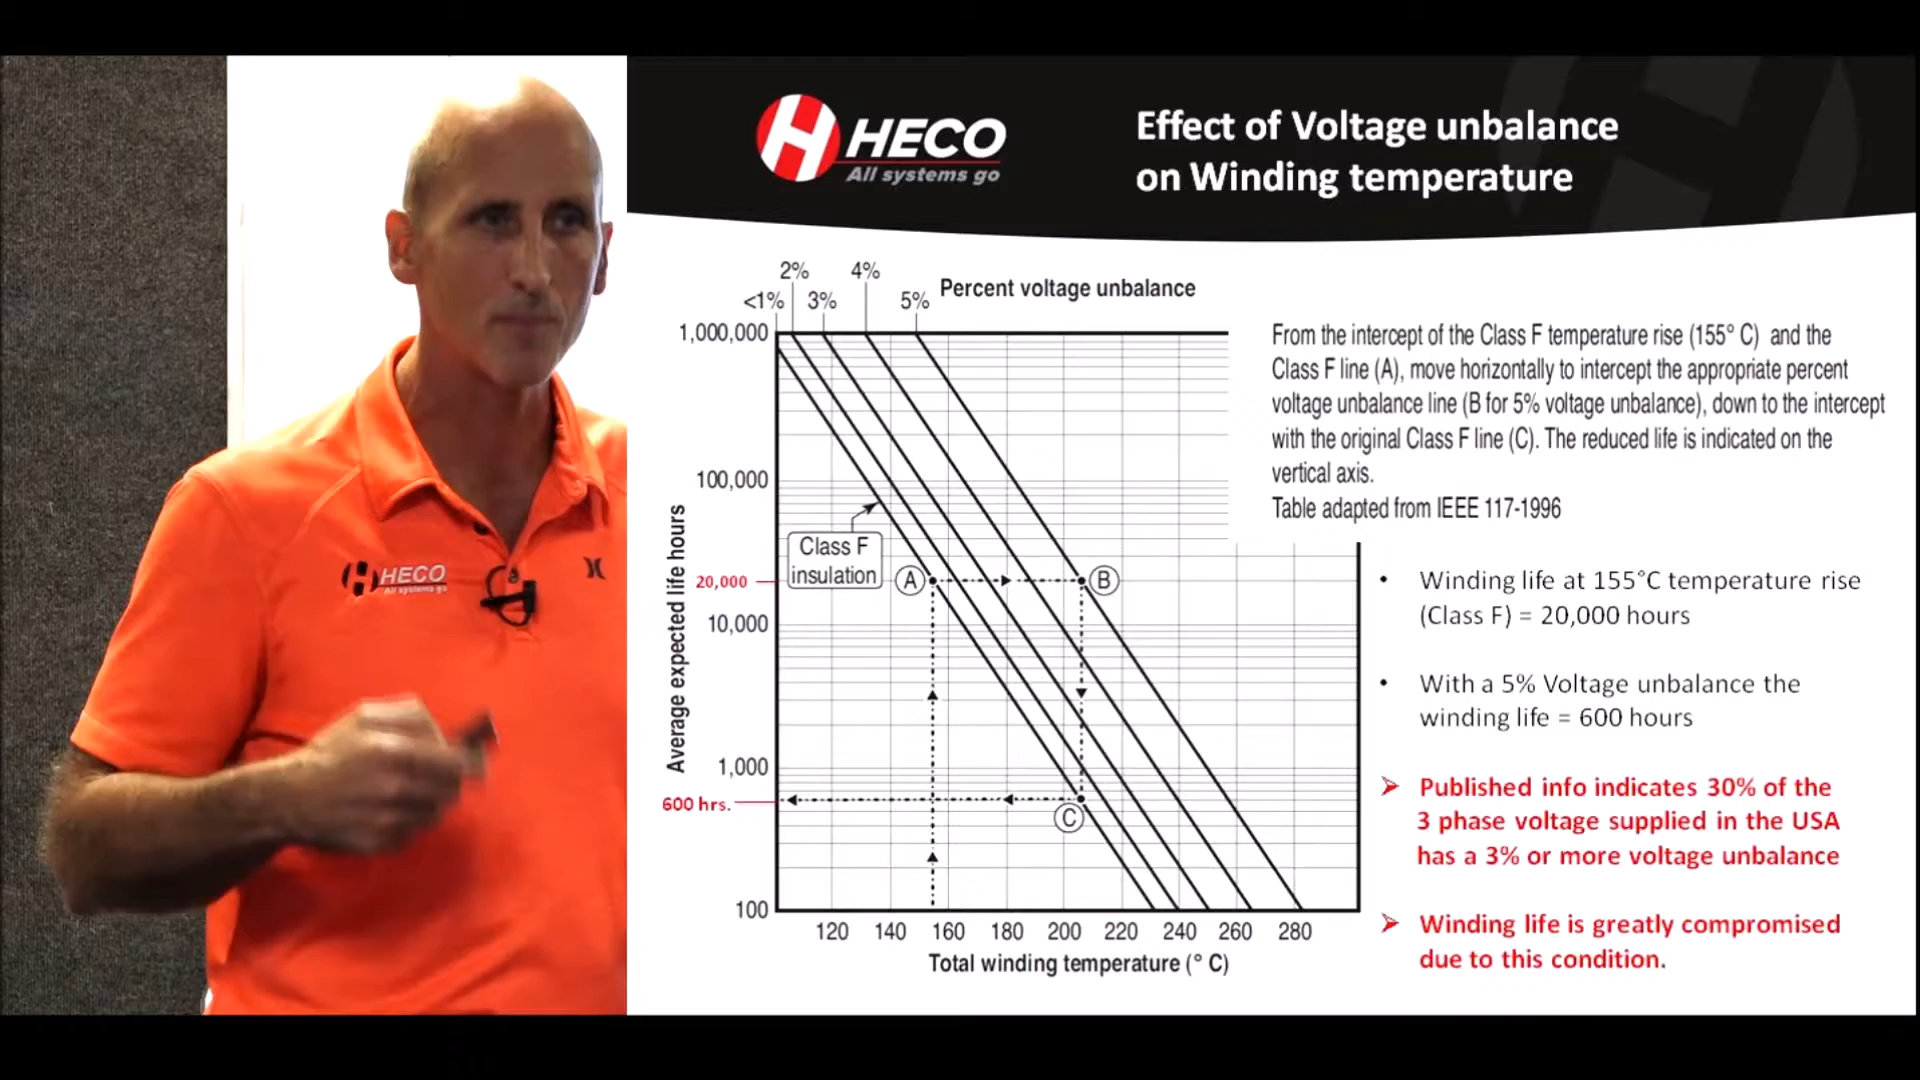 HECO
All systems go
Effect of Voltage unbalance
on Winding temperature
2%
4%
<1%
3%
5%
Percent voltage unbalance
1,000,000
100,000
20,000
10,000
1,000
600 hrs.
100
Average expected life hours
Class F
insulation
A
B
C
120 140 160 180 200 220 240 260 280
Total winding temperature (° C)
From the intercept of the Class F temperature rise (155° C) and the
Class F line (A), move horizontally to intercept the appropriate percent
voltage unbalance line (B for 5% voltage unbalance), down to the intercept
with the original Class F line (C). The reduced life is indicated on the
vertical axis.
Table adapted from IEEE 117-1996
• Winding life at 155°C temperature rise
(Class F) = 20,000 hours
• With a 5% Voltage unbalance the
winding life = 600 hours
➢ Published info indicates 30% of the
3 phase voltage supplied in the USA
has a 3% or more voltage unbalance
➢ Winding life is greatly compromised
due to this condition.
HECO
All systems go